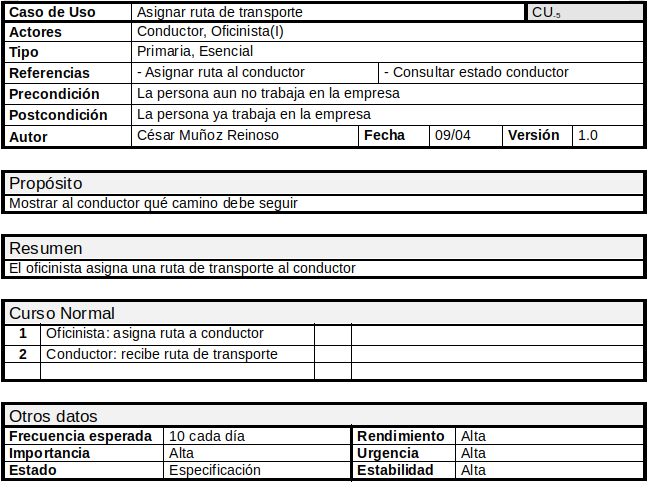 Caso de Uso Asignar ruta de transporte CU.5
Actores Conductor, Oficinista(I)
Tipo Primaria, Esencial
Referencias - Asignar ruta al conductor - Consultar estado conductor
Precondición La persona aun no trabaja en la empresa
Postcondición La persona ya trabaja en la empresa
Autor César Muñoz Reinoso Fecha 09/04 Versión 1.0
Propósito
Mostrar al conductor qué camino debe seguir
Resumen
El oficinista asigna una ruta de transporte al conductor
Curso Normal
1 Oficinista: asigna ruta a conductor
2 Conductor: recibe ruta de transporte
Otros datos
Frecuencia esperada 10 cada día Rendimiento Alta
Importancia Alta Urgencia Alta
Estado Especificación Estabilidad Alta